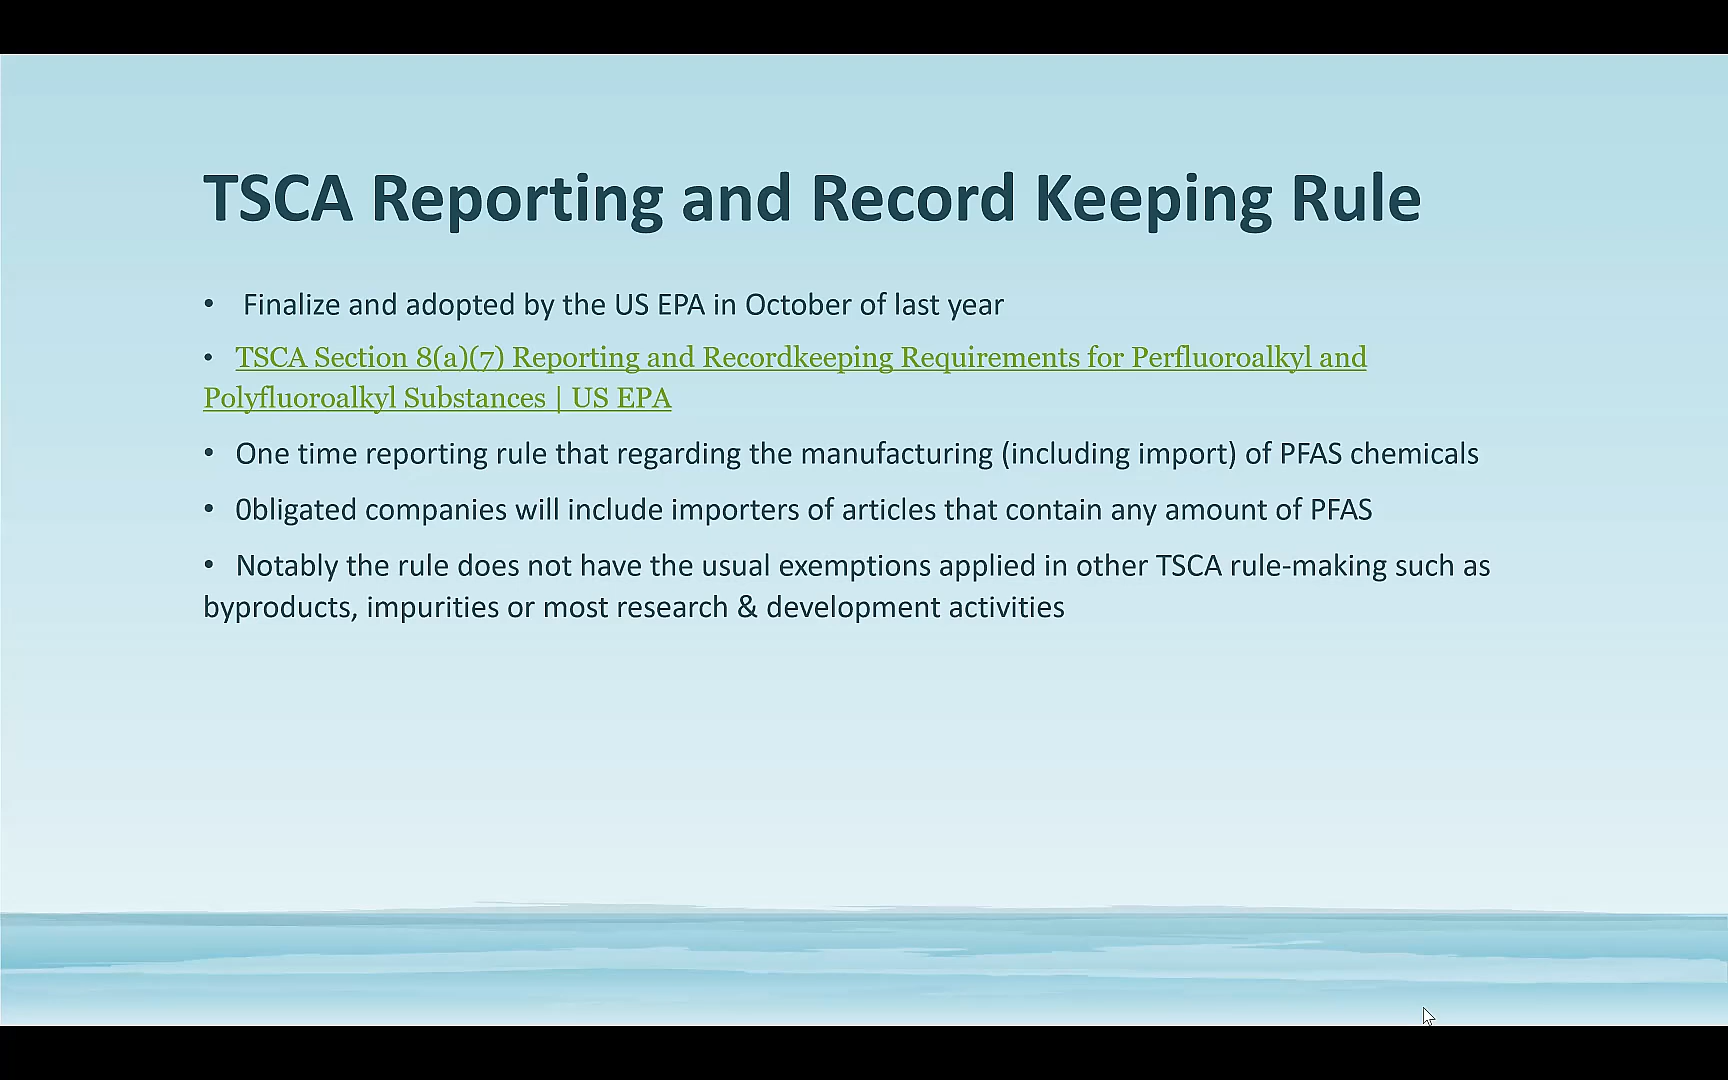 TSCA Reporting and Record Keeping Rule
• Finalize and adopted by the US EPA in October of last year
• TSCA Section 8(a)(7) Reporting and Recordkeeping Requirements for Perfluoroalkyl and
Polyfluoroalkyl Substances | US EPA
• One time reporting rule that regarding the manufacturing (including import) of PFAS chemicals
• 0bligated companies will include importers of articles that contain any amount of PFAS
• Notably the rule does not have the usual exemptions applied in other TSCA rule-making such as
byproducts, impurities or most research & development activities